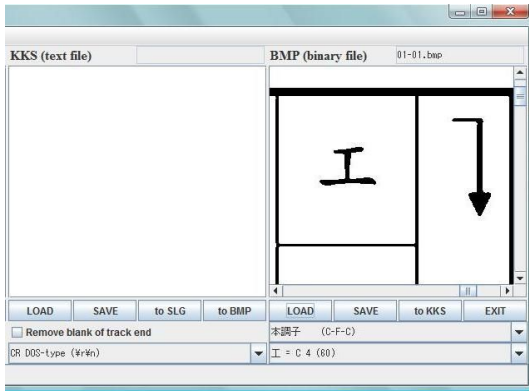 KKS (text file)
BMP (binary file) 01-01.bmp
工
LOAD SAVE to SLG to BMP
LOAD SAVE to KKS EXIT
Remove blank of track end
本調子 (C-F-C)
CR DOS-type (¥r¥n)
工 = C 4 (60)